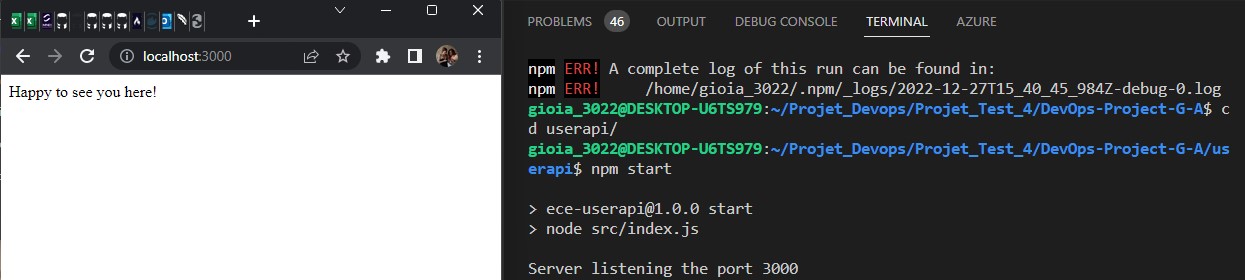 localhost:3000
Happy to see you here!
PROBLEMS 46 OUTPUT DEBUG CONSOLE TERMINAL AZURE
npm ERR! A complete log of this run can be found in:
npm ERR!     /home/gioia_3022/.npm/_logs/2022-12-27T15_40_45_984Z-debug-0.log
gioia_3022@DESKTOP-U6TS979:~/Projet_Devops/Projet_Test_4/DevOps-Project-G-A$ c
d userapi/
gioia_3022@DESKTOP-U6TS979:~/Projet_Devops/Projet_Test_4/DevOps-Project-G-A/us
erapi$ npm start
> ece-userapi@1.0.0 start
> node src/index.js
Server listening the port 3000